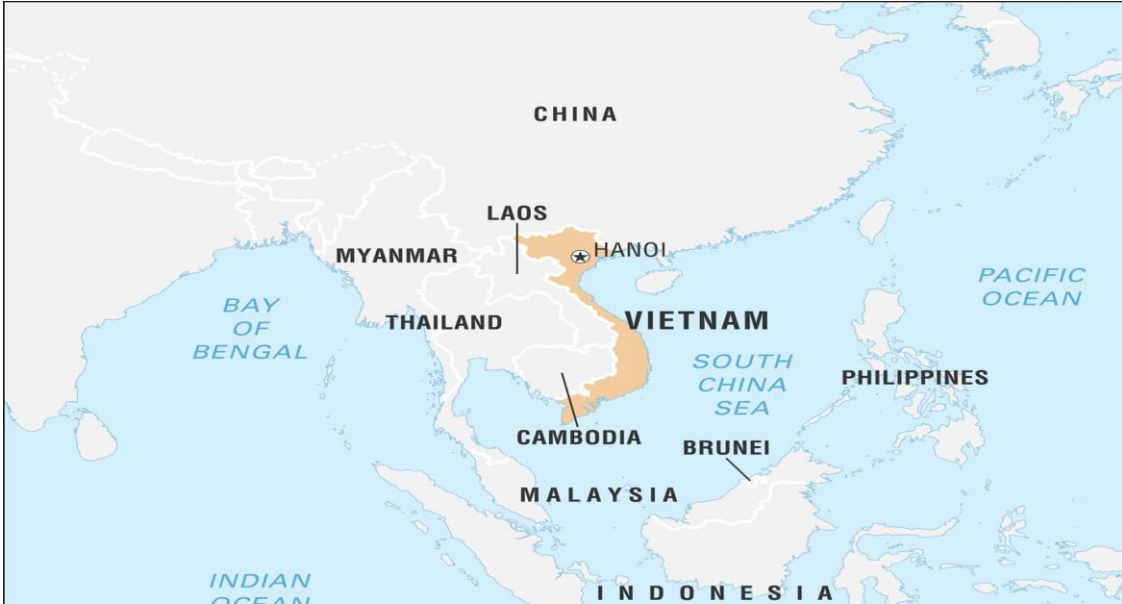 CHINA
LAOS
HANOI
MYANMAR
PACIFIC
OCEAN
BAY
OF
BENGAL
THAILAND
VIETNAM
SOUTH
CHINA
SEA
PHILIPPINES
CAMBODIA
BRUNEI
MALAYSIA
INDIAN
OCEAN
INDONESIA